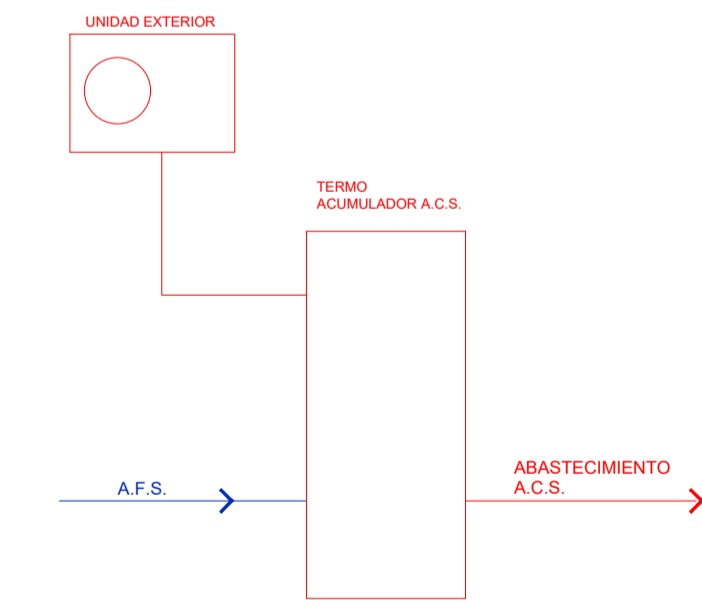 UNIDAD EXTERIOR
TERMO
ACUMULADOR A.C.S.
A.F.S.
ABASTECIMIENTO
A.C.S.